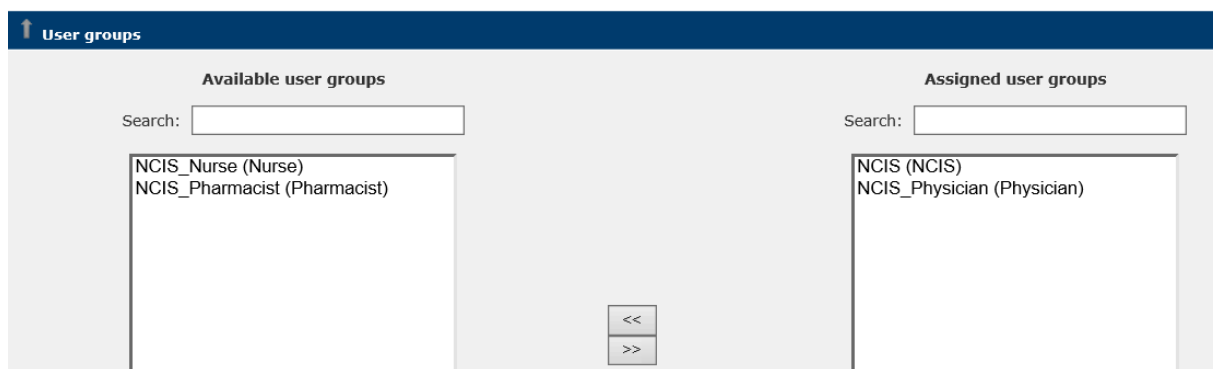 User groups
Available user groups
Assigned user groups
Search:
Search:
NCIS_Nurse (Nurse)
NCIS_Pharmacist (Pharmacist)
NCIS (NCIS)
NCIS_Physician (Physician)
<<
>>